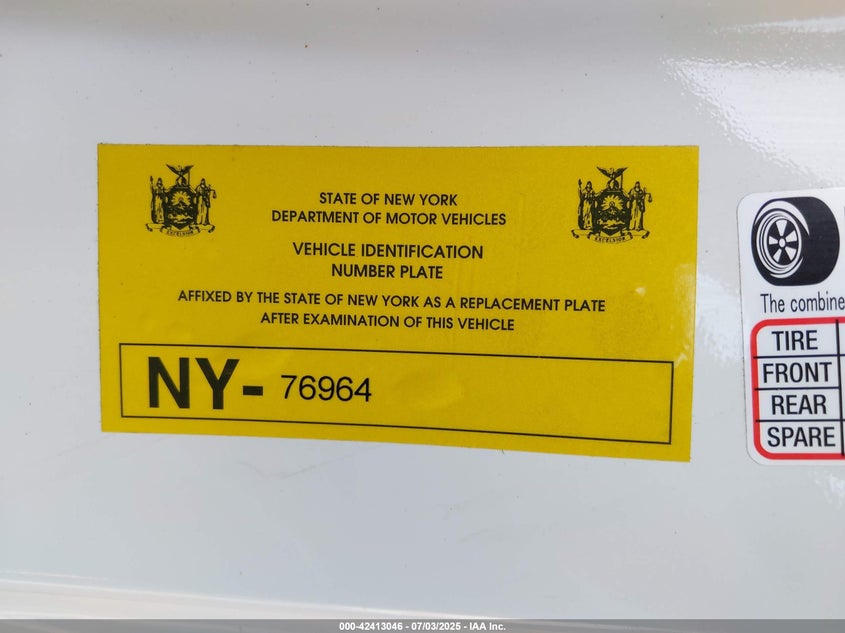 STATE OF NEW YORK
DEPARTMENT OF MOTOR VEHICLES
VEHICLE IDENTIFICATION
NUMBER PLATE
AFFIXED BY THE STATE OF NEW YORK AS A REPLACEMENT PLATE
AFTER EXAMINATION OF THIS VEHICLE
NY- 76964
EXCELSIOR
EXCELSIOR
The combine
TIRE
FRONT
REAR
SPARE
000-42413046 - 07/03/2025 - IAA Inc.